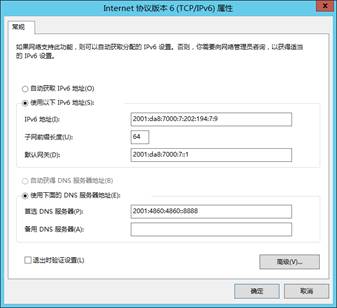 Internet 协议版本 6 (TCP/IPv6) 属性
常规
如果网络支持此功能，则可以自动获取分配的 IPv6 设置。否则，你需要向网络管理员咨询，以获得适当
的 IPv6 设置。
自动获取 IPv6 地址(O)
使用以下 IPv6 地址(S):
IPv6 地址(I): 2001:da8:7000:7:202:194:7:9
子网前缀长度(U): 64
默认网关(D): 2001:da8:7000:7::1
自动获得 DNS 服务器地址(B)
使用下面的 DNS 服务器地址(E):
首选 DNS 服务器(P): 2001:4860:4860::8888
备用 DNS 服务器(A):
退出时验证设置(L)
高级(V)...
确定 取消